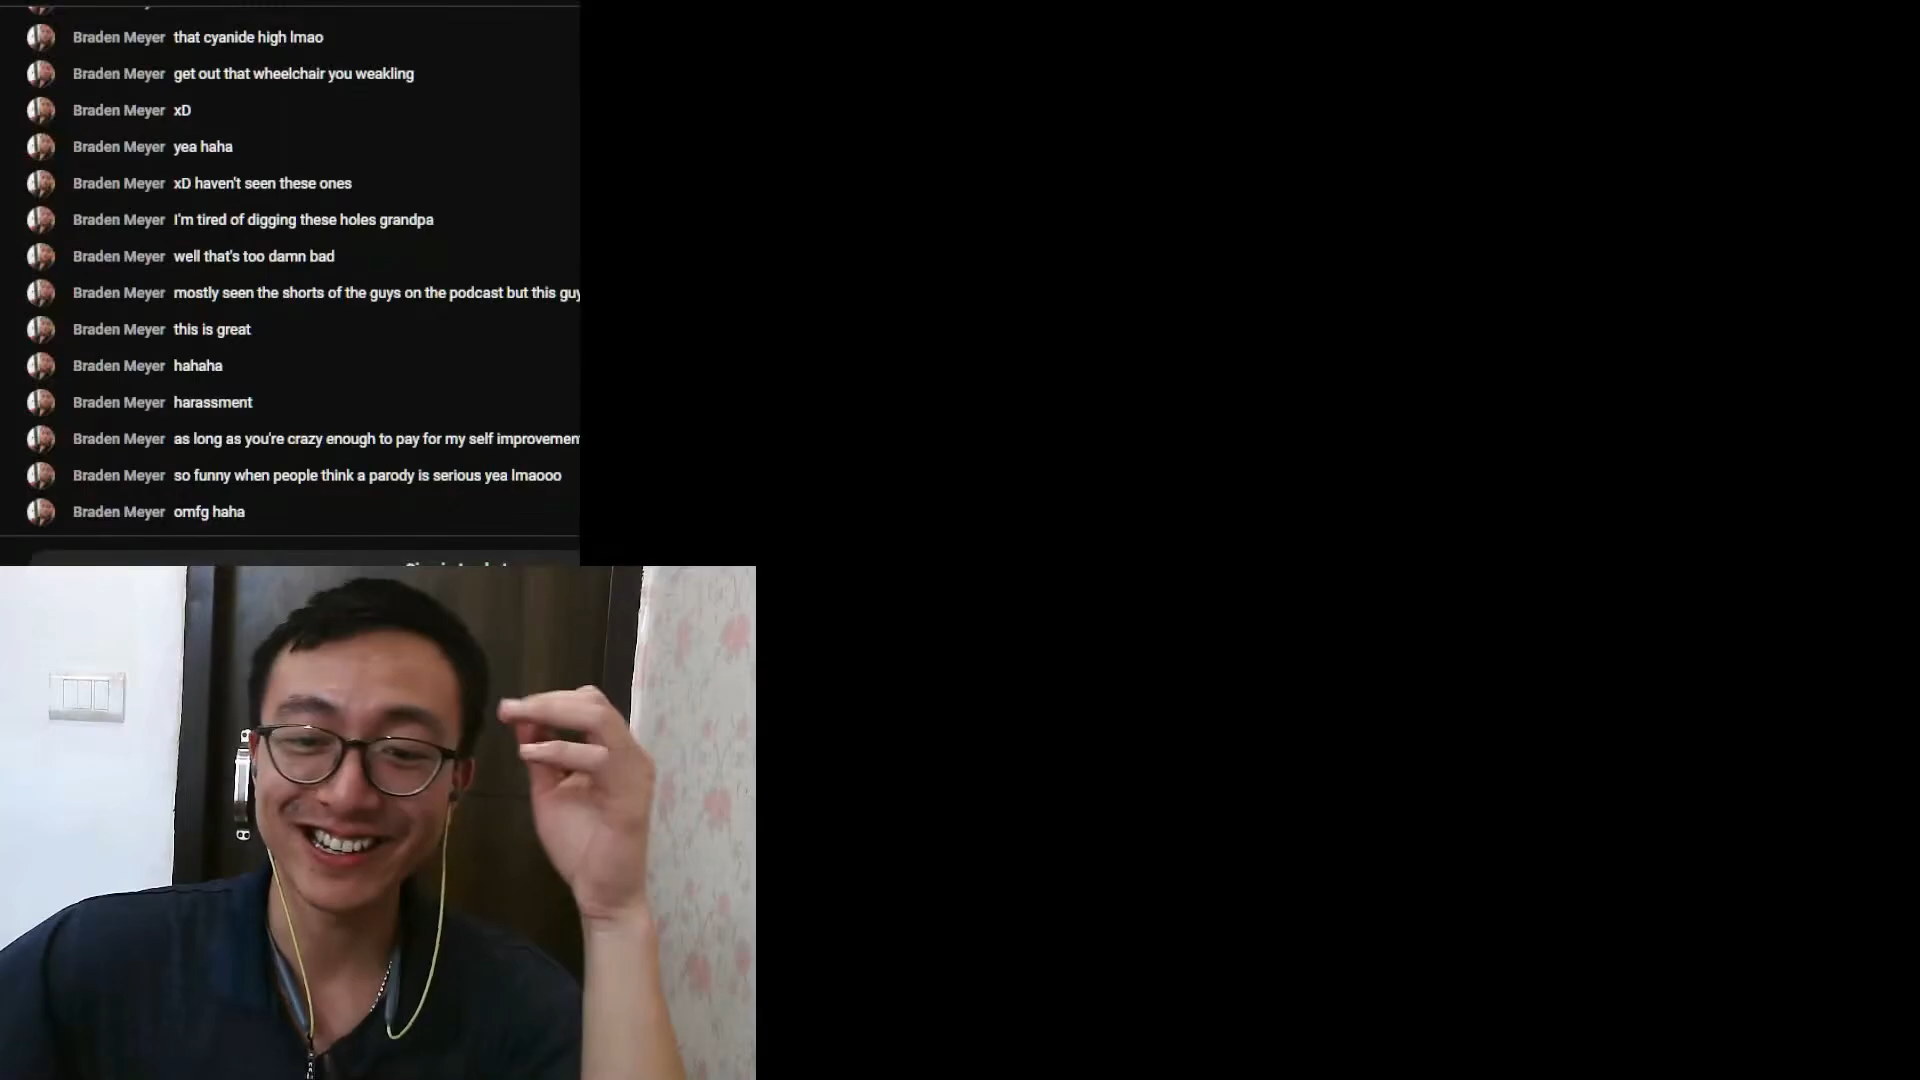 Braden Meyer that cyanide high lmao
Braden Meyer get out that wheelchair you weakling
Braden Meyer xD
Braden Meyer yea haha
Braden Meyer xD haven't seen these ones
Braden Meyer I'm tired of digging these holes grandpa
Braden Meyer well that's too damn bad
Braden Meyer mostly seen the shorts of the guys on the podcast but this guy
Braden Meyer this is great
Braden Meyer hahaha
Braden Meyer harassment
Braden Meyer as long as you're crazy enough to pay for my self improvement
Braden Meyer so funny when people think a parody is serious yea lmaooo
Braden Meyer omfg haha